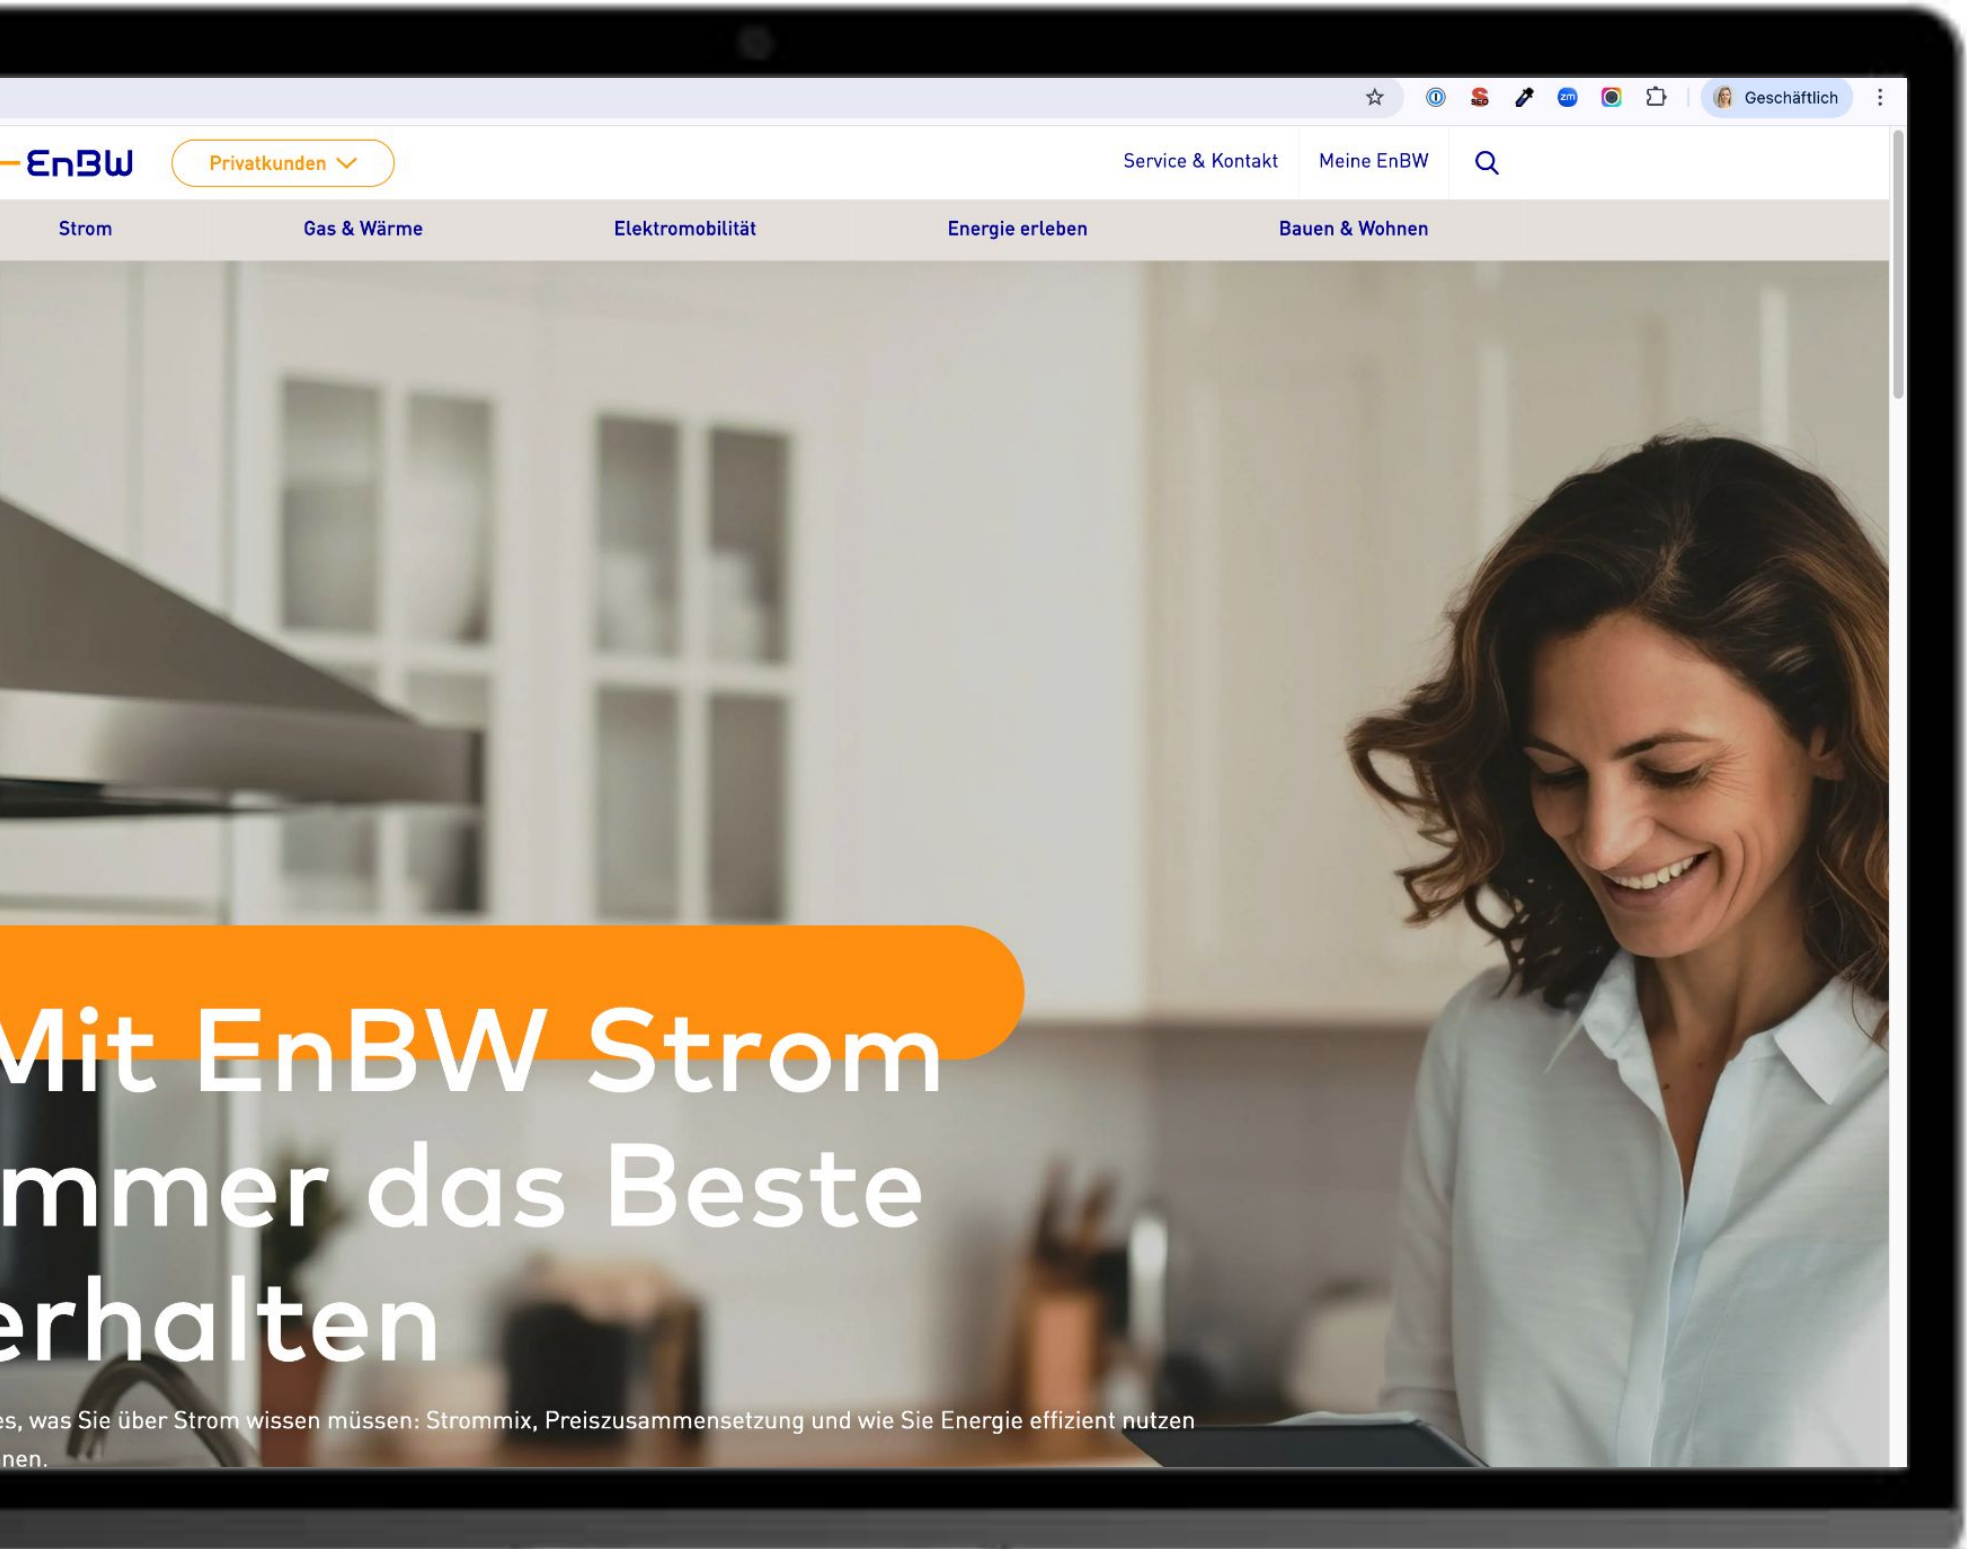 SEO
zm
Geschäftlich
EnBW
Privatkunden
Service & Kontakt
Meine EnBW
Strom
Gas & Wärme
Elektromobilität
Energie erleben
Bauen & Wohnen
Mit EnBW Strom
mmer das Beste
erhalten
es, was Sie über Strom wissen müssen: Strommix, Preiszusammensetzung und wie Sie Energie effizient nutzen
nen.